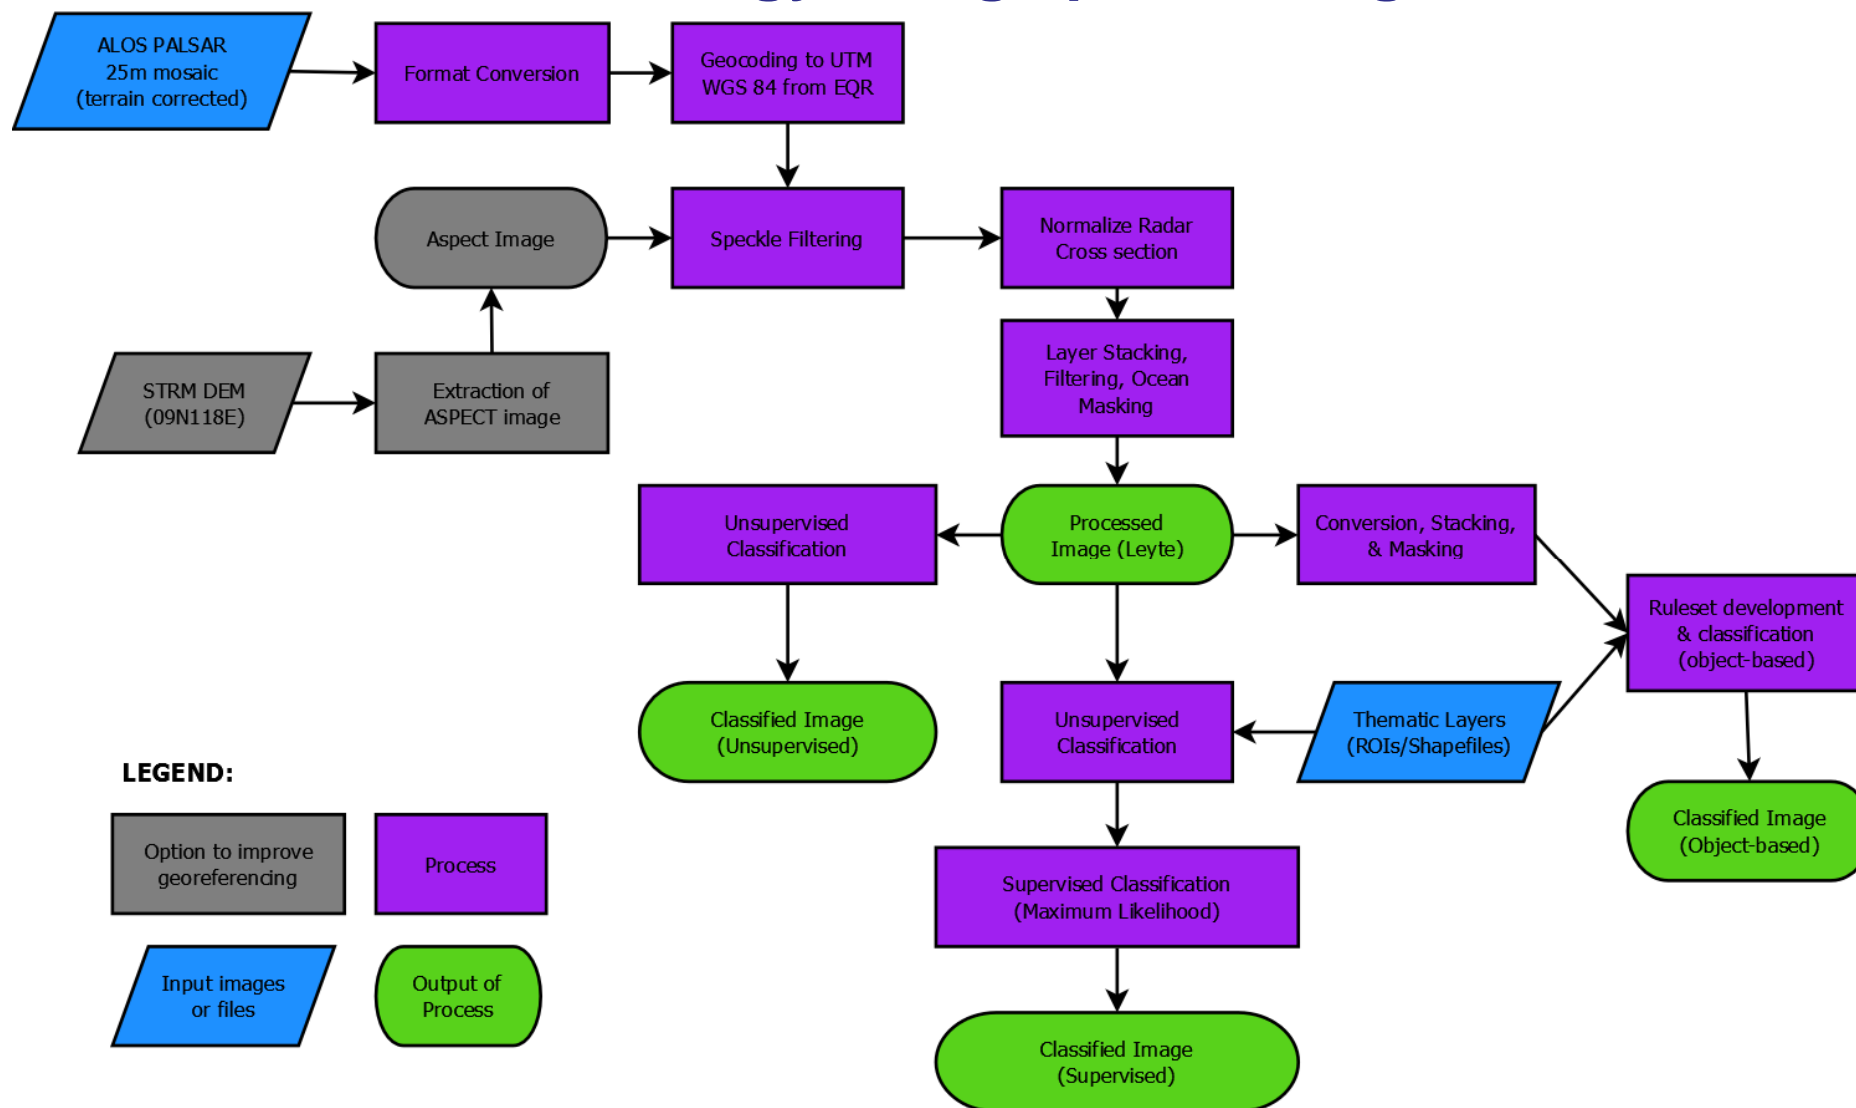 ALOS PALSAR
25m mosaic
(terrain corrected)
Format Conversion
Geocoding to UTM
WGS 84 from EQR
Aspect Image
Speckle Filtering
Normalize Radar
Cross section
STRM DEM
(09N118E)
Extraction of
ASPECT image
Layer Stacking,
Filtering, Ocean
Masking
Unsupervised
Classification
Processed
Image (Leyte)
Conversion, Stacking,
& Masking
Ruleset development
& classification
(object-based)
Classified Image
(Unsupervised)
Unsupervised
Classification
Thematic Layers
(ROIs/Shapefiles)
Classified Image
(Object-based)
Supervised Classification
(Maximum Likelihood)
Classified Image
(Supervised)
LEGEND:
Option to improve
georeferencing
Process
Input images
or files
Output of
Process